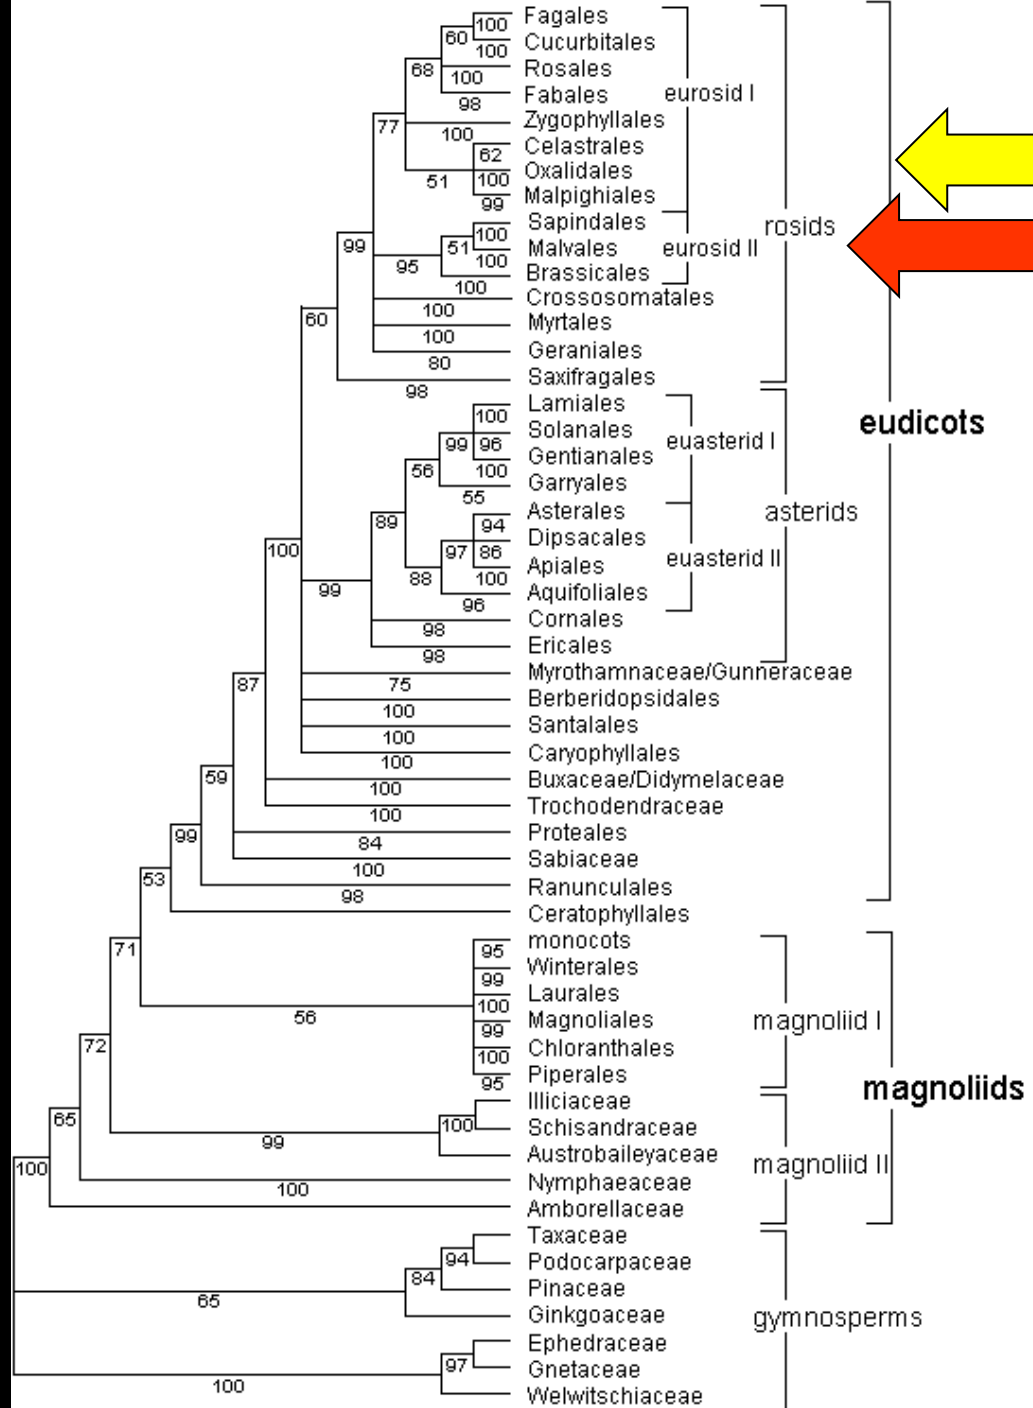 Fagales
100
60
Cucurbitales
100
Rosales
68
100
Fabales
eurosid I
98
Zygophyllales
77
100
Celastrales
62
Oxalidales
51
100
Malpighiales
99
Sapindales
rosids
100
Malvales
eurosid II
99
51
95
100
Brassicales
100
Crossosomatales
100
60
Myrtales
100
Geraniales
80
Saxifragales
98
Lamiales
100
eudicots
Solanales
euasterid I
99
96
Gentianales
56
100
Garryales
55
Asterales
asterids
89
94
Dipsacales
100
97
86
euasterid II
Apiales
88
100
99
Aquifoliales
96
Cornales
98
Ericales
98
Myrothamnaceae/Gunneraceae
87
75
Berberidopsidales
100
Santalales
100
Caryophyllales
100
59
Buxaceae/Didymelaceae
100
Trochodendraceae
100
99
Proteales
84
Sabiaceae
100
53
Ranunculales
98
Ceratophyllales
71
monocots
95
Winterales
99
Laurales
100
56
Magnoliales
magnoliid I
99
72
Chloranthales
100
Piperales
95
magnoliids
Illiciaceae
65
100
Schisandraceae
99
Austrobaileyaceae
magnoliid II
100
Nymphaeaceae
100
Amborellaceae
Taxaceae
94
Podocarpaceae
84
Pinaceae
65
Ginkgoaceae
gymnosperms
Ephedraceae
97
Gnetaceae
100
Welwitschiaceae